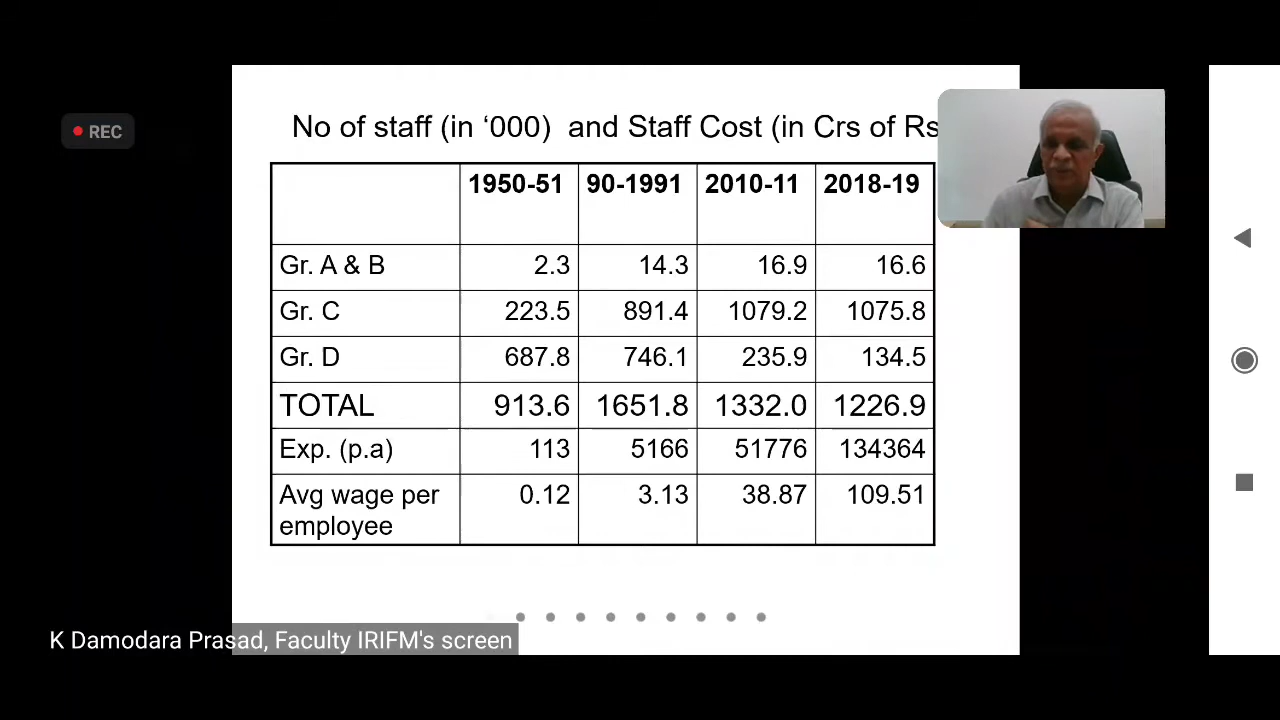 REC
No of staff (in ‘000) and Staff Cost (in Crs of Rs
1950-51 90-1991 2010-11 2018-19
Gr. A & B 2.3 14.3 16.9 16.6
Gr. C 223.5 891.4 1079.2 1075.8
Gr. D 687.8 746.1 235.9 134.5
TOTAL 913.6 1651.8 1332.0 1226.9
Exp. (p.a) 113 5166 51776 134364
Avg wage per 0.12 3.13 38.87 109.51
employee
K Damodara Prasad, Faculty IRIFM's screen